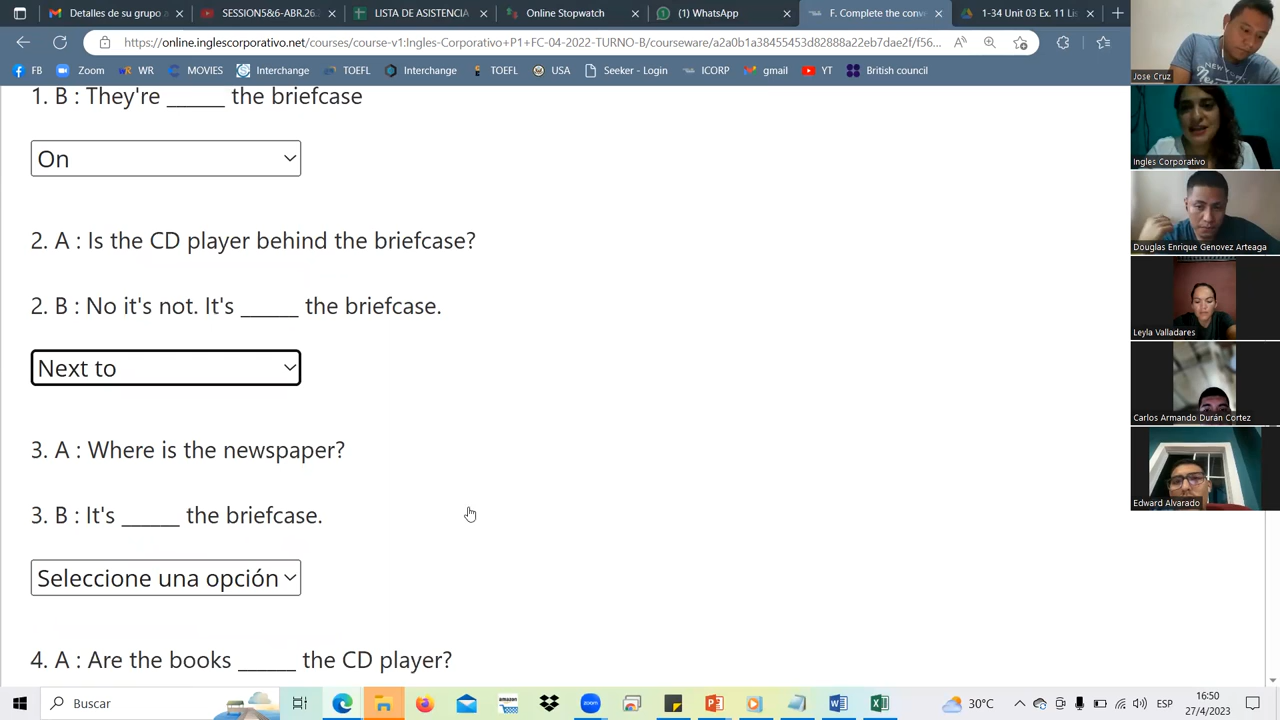 Detalles de su grupo a
SESSION5&6-ABR.26.
LISTA DE ASISTENCIA
Online Stopwatch
(1) WhatsApp
F. Complete the conv
1-34 Unit 03 Ex. 11 Lis
https://online.inglescorporativo.net/courses/course-v1:Ingles-Corporativo+P1+FC-04-2022-TURNO-B/courseware/a2a0b1a38455453d82888a22eb7dae2f/f56...
FB
Zoom
WR
MOVIES
Interchange
TOEFL
Interchange
TOEFL
USA
Seeker - Login
ICORP
gmail
YT
British council
1. B : They're ______ the briefcase
On
2. A : Is the CD player behind the briefcase?
2. B : No it's not. It's ______ the briefcase.
Next to
3. A : Where is the newspaper?
3. B : It's ______ the briefcase.
Seleccione una opción
4. A : Are the books ______ the CD player?
Jose Cruz
Ingles Corporativo
Douglas Enrique Genovez Arteaga
Leyla Valladares
Carlos Armando Durán Cortez
Edward Alvarado
Buscar
30°C
ESP
16:50
27/4/2023